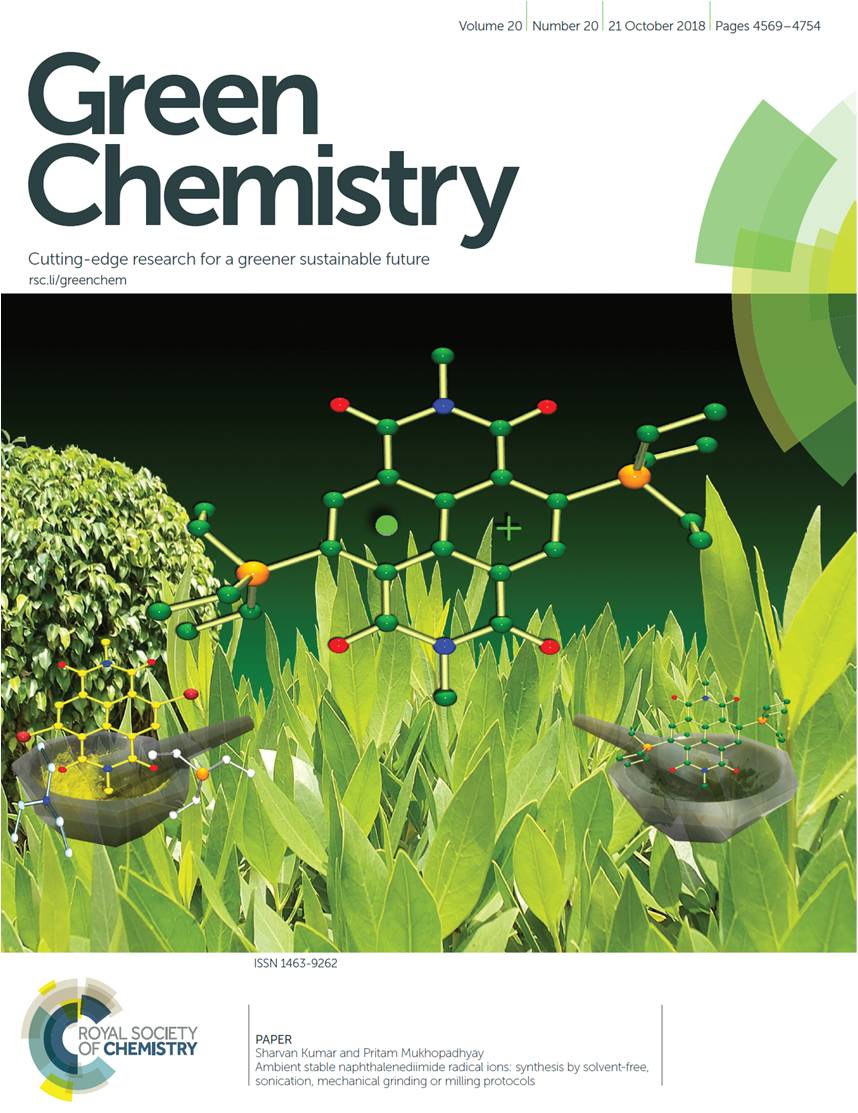 Volume 20 | Number 20 | 21 October 2018 | Pages 4569–4754
Green
Chemistry
Cutting-edge research for a greener sustainable future
rsc.li/greenchem
ISSN 1463-9262
ROYAL SOCIETY
OF CHEMISTRY
PAPER
Sharvan Kumar and Pritam Mukhopadhyay
Ambient stable naphthalenediimide radical ions: synthesis by solvent-free,
sonication, mechanical grinding or milling protocols